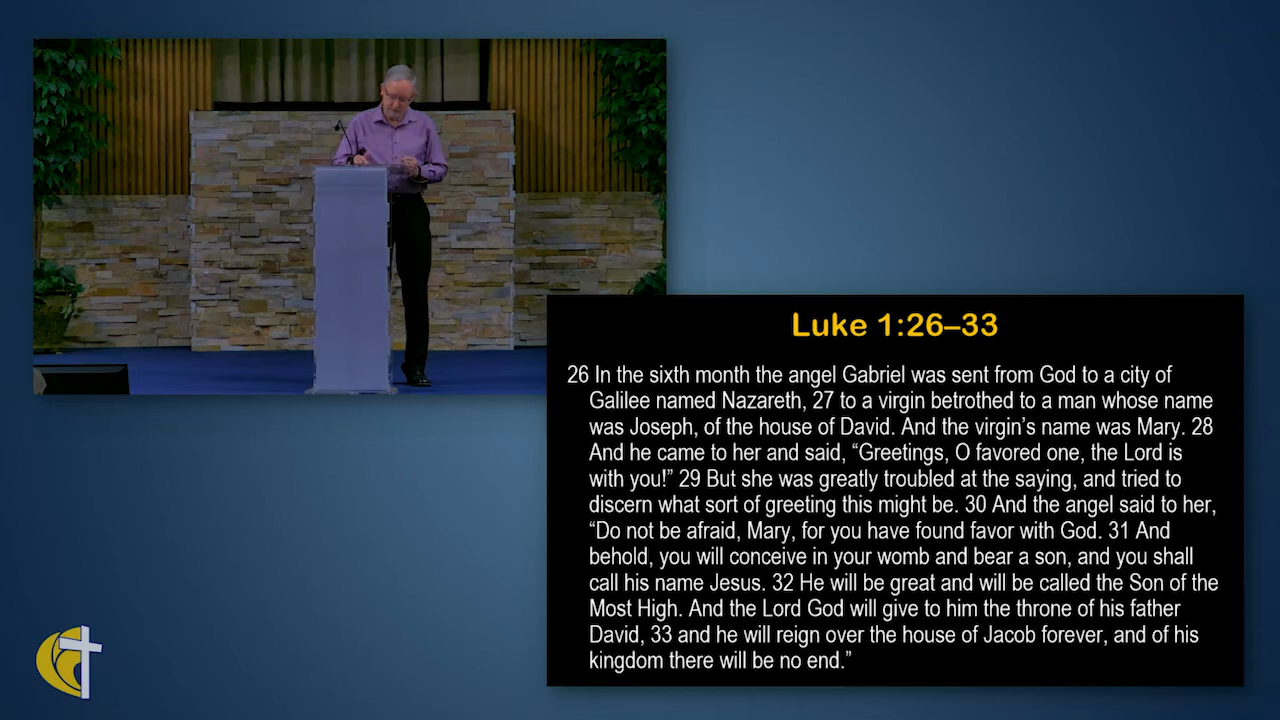 Luke 1:26–33
26 In the sixth month the angel Gabriel was sent from God to a city of
Galilee named Nazareth, 27 to a virgin betrothed to a man whose name
was Joseph, of the house of David. And the virgin’s name was Mary. 28
And he came to her and said, “Greetings, O favored one, the Lord is
with you!” 29 But she was greatly troubled at the saying, and tried to
discern what sort of greeting this might be. 30 And the angel said to her,
“Do not be afraid, Mary, for you have found favor with God. 31 And
behold, you will conceive in your womb and bear a son, and you shall
call his name Jesus. 32 He will be great and will be called the Son of the
Most High. And the Lord God will give to him the throne of his father
David, 33 and he will reign over the house of Jacob forever, and of his
kingdom there will be no end.”